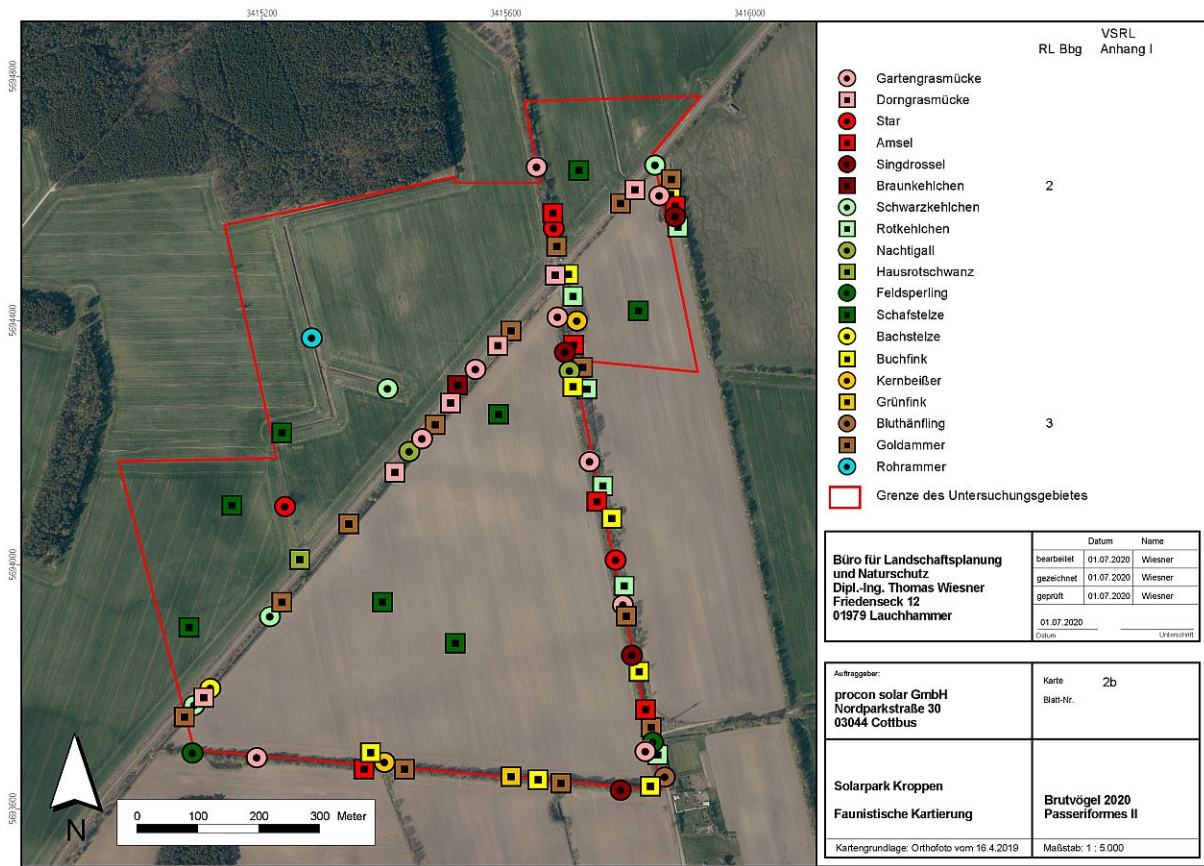 3415200
3415600
3416000
5694800
5694400
5694000
5693600
N
0 100 200 300 Meter
VSRL
RL Bbg Anhang I
Gartengrasmücke
Dorngrasmücke
Star
Amsel
Singdrossel
Braunkehlchen 2
Schwarzkehlchen
Rotkehlchen
Nachtigall
Hausrotschwanz
Feldsperling
Schafstelze
Bachstelze
Buchfink
Kernbeißer
Grünfink
Bluthänfling 3
Goldammer
Rohrammer
Grenze des Untersuchungsgebietes
Büro für Landschaftsplanung
und Naturschutz
Dipl.-Ing. Thomas Wiesner
Friedenseck 12
01979 Lauchhammer
Datum Name
bearbeitet 01.07.2020 Wiesner
gezeichnet 01.07.2020 Wiesner
geprüft 01.07.2020 Wiesner
01.07.2020
Datum Unterschrift
Auftraggeber:
procon solar GmbH
Nordparkstraße 30
03044 Cottbus
Karte 2b
Blatt-Nr.
Solarpark Kroppen
Faunistische Kartierung
Brutvögel 2020
Passeriformes II
Kartengrundlage: Orthofoto vom 16.4.2019
Maßstab: 1 : 5.000